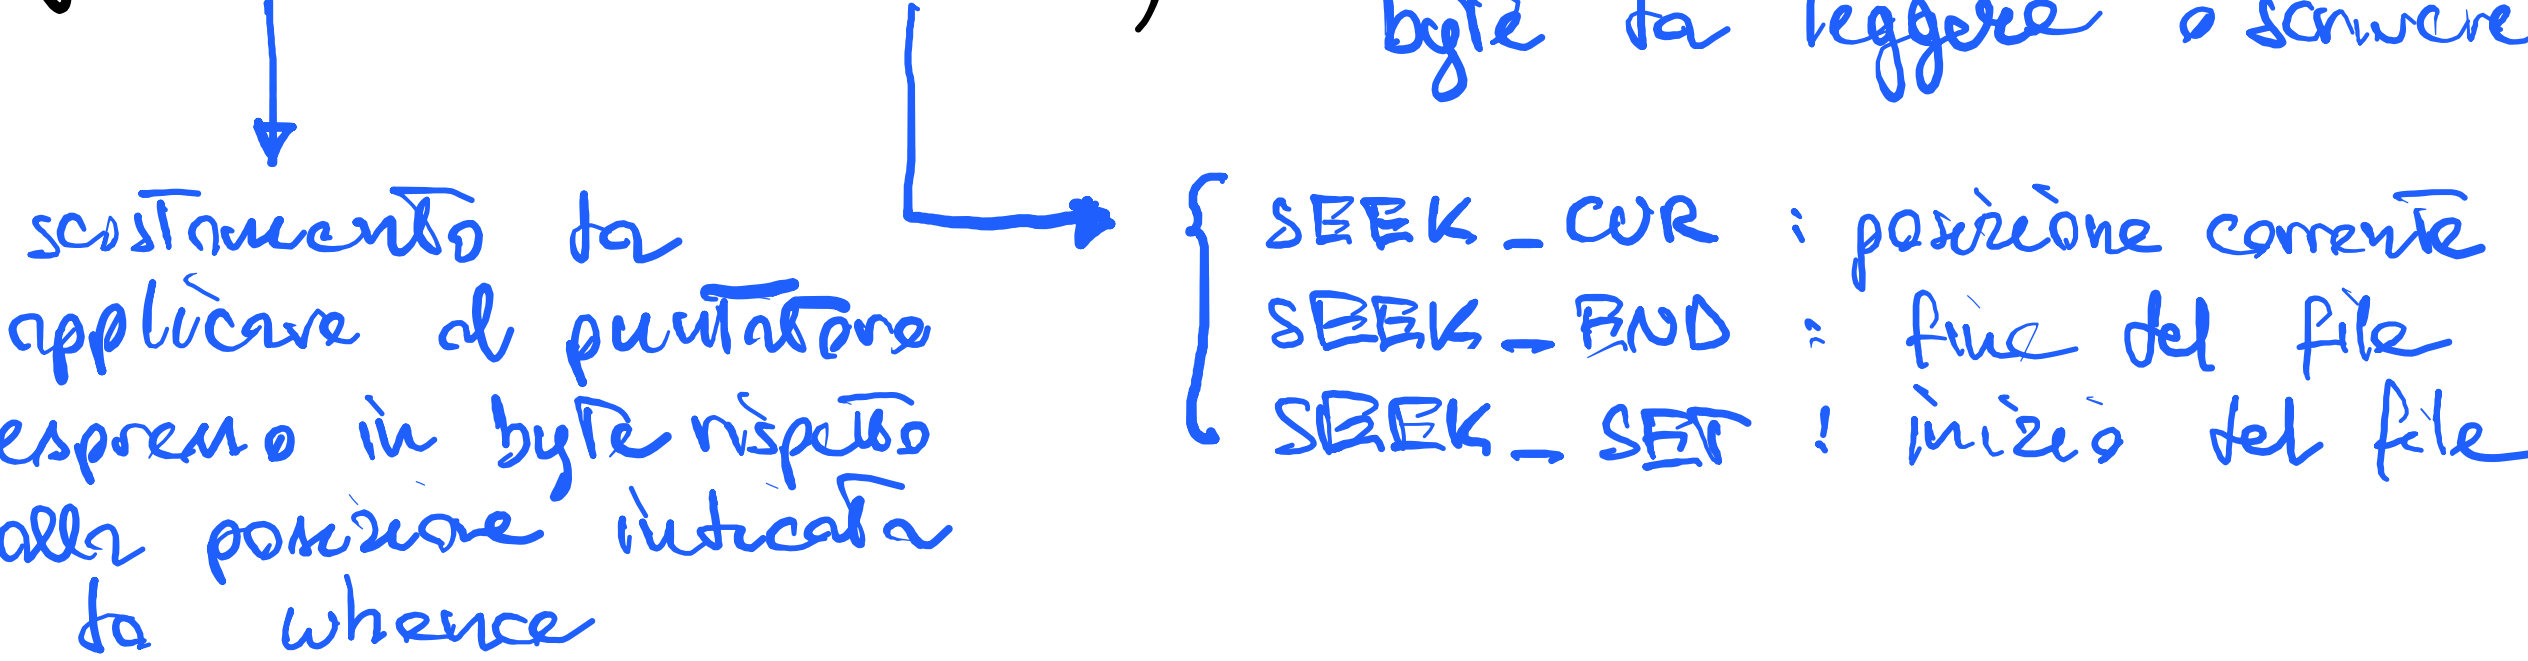 byte da leggere o scrivere
scostamento da
applicare al puntatore
espresso in byte rispetto
alla posizione indicata
da whence
SEEK_CUR : posizione corrente
SEEK_END : fine del file
SEEK_SET : inizio del file